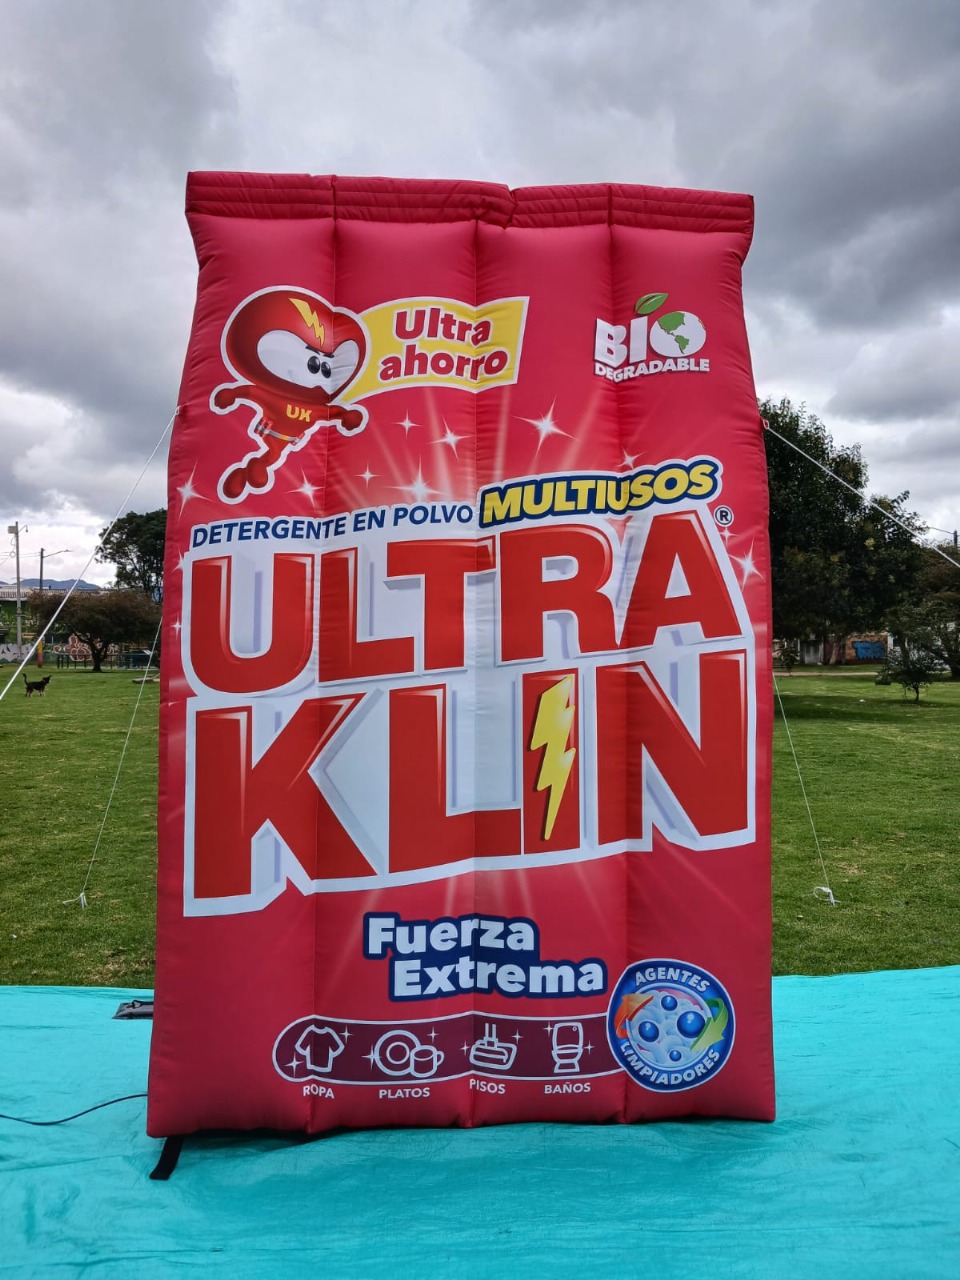 Ultra
ahorro
UK
BIO
DEGRADABLE
DETERGENTE EN POLVO MULTIUSOS
ULTRA ®
KLIN
Fuerza
Extrema
AGENTES
LIMPIADORES
ROPA PLATOS PISOS BAÑOS